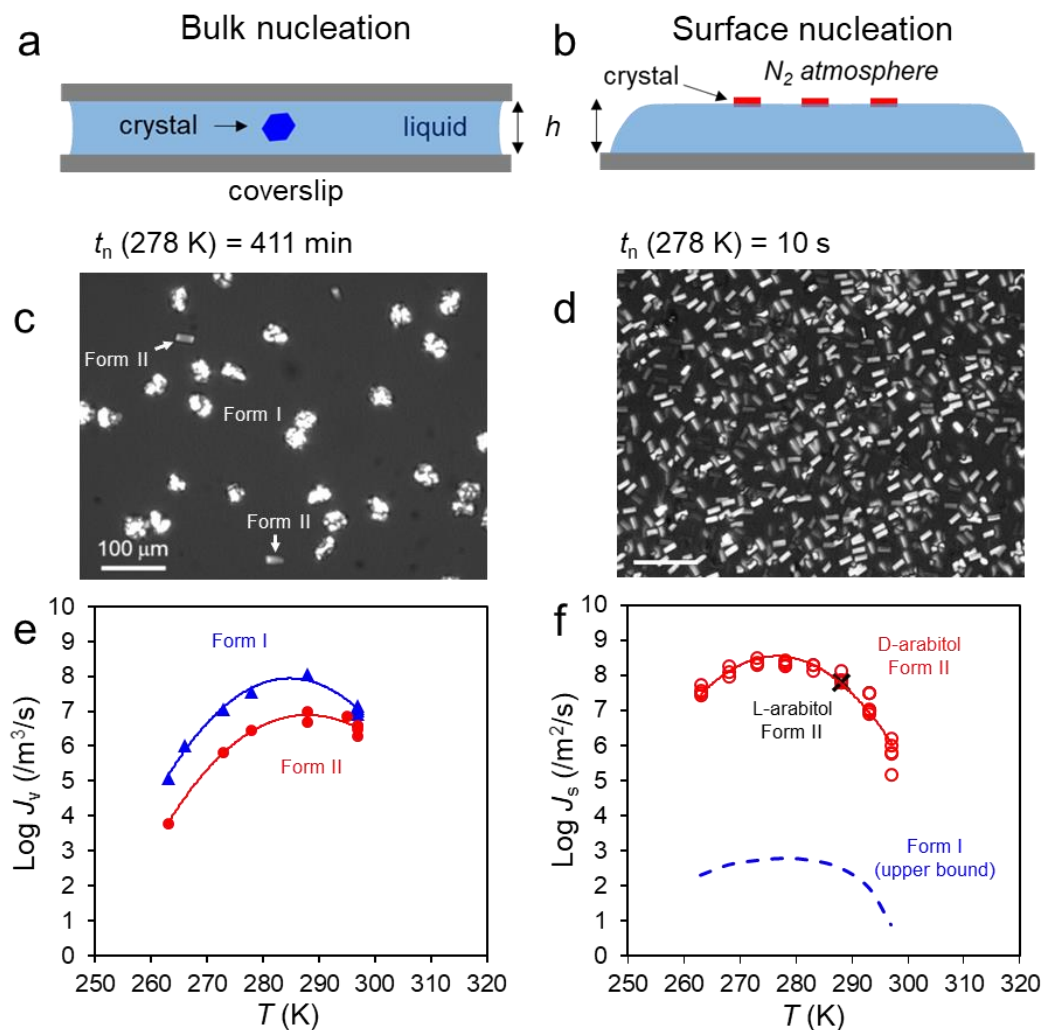 a
Bulk nucleation
crystal
liquid
h
coverslip
b
Surface nucleation
crystal
N2 atmosphere
tn (278 K) = 411 min
tn (278 K) = 10 s
c
Form II
Form I
Form II
100 μm
d
e
10
9
8
7
6
5
4
3
2
1
0
Log Jv (/m3/s)
Form I
Form II
250 260 270 280 290 300 310 320
T (K)
f
10
9
8
7
6
5
4
3
2
1
0
Log Js (/m2/s)
D-arabitol
Form II
L-arabitol
Form II
Form I
(upper bound)
250 260 270 280 290 300 310 320
T (K)